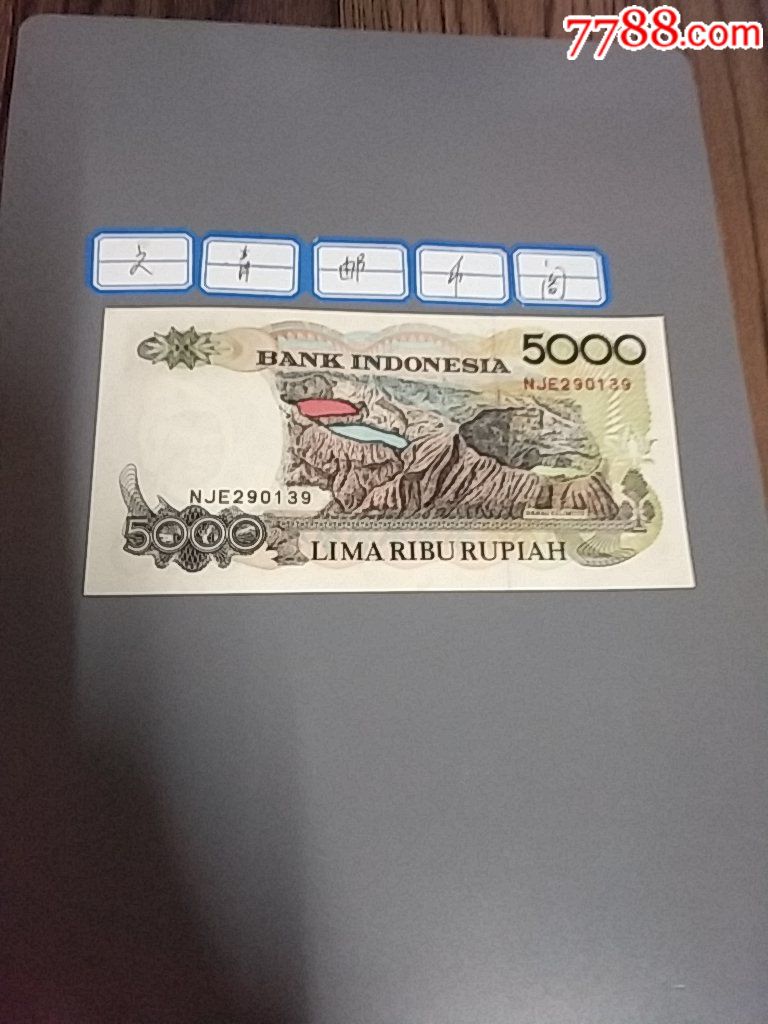 7788.com
文 青 邮 币 阁
BANK INDONESIA
5000
NJE290139
NJE290139
5000
LIMA RIBU RUPIAH